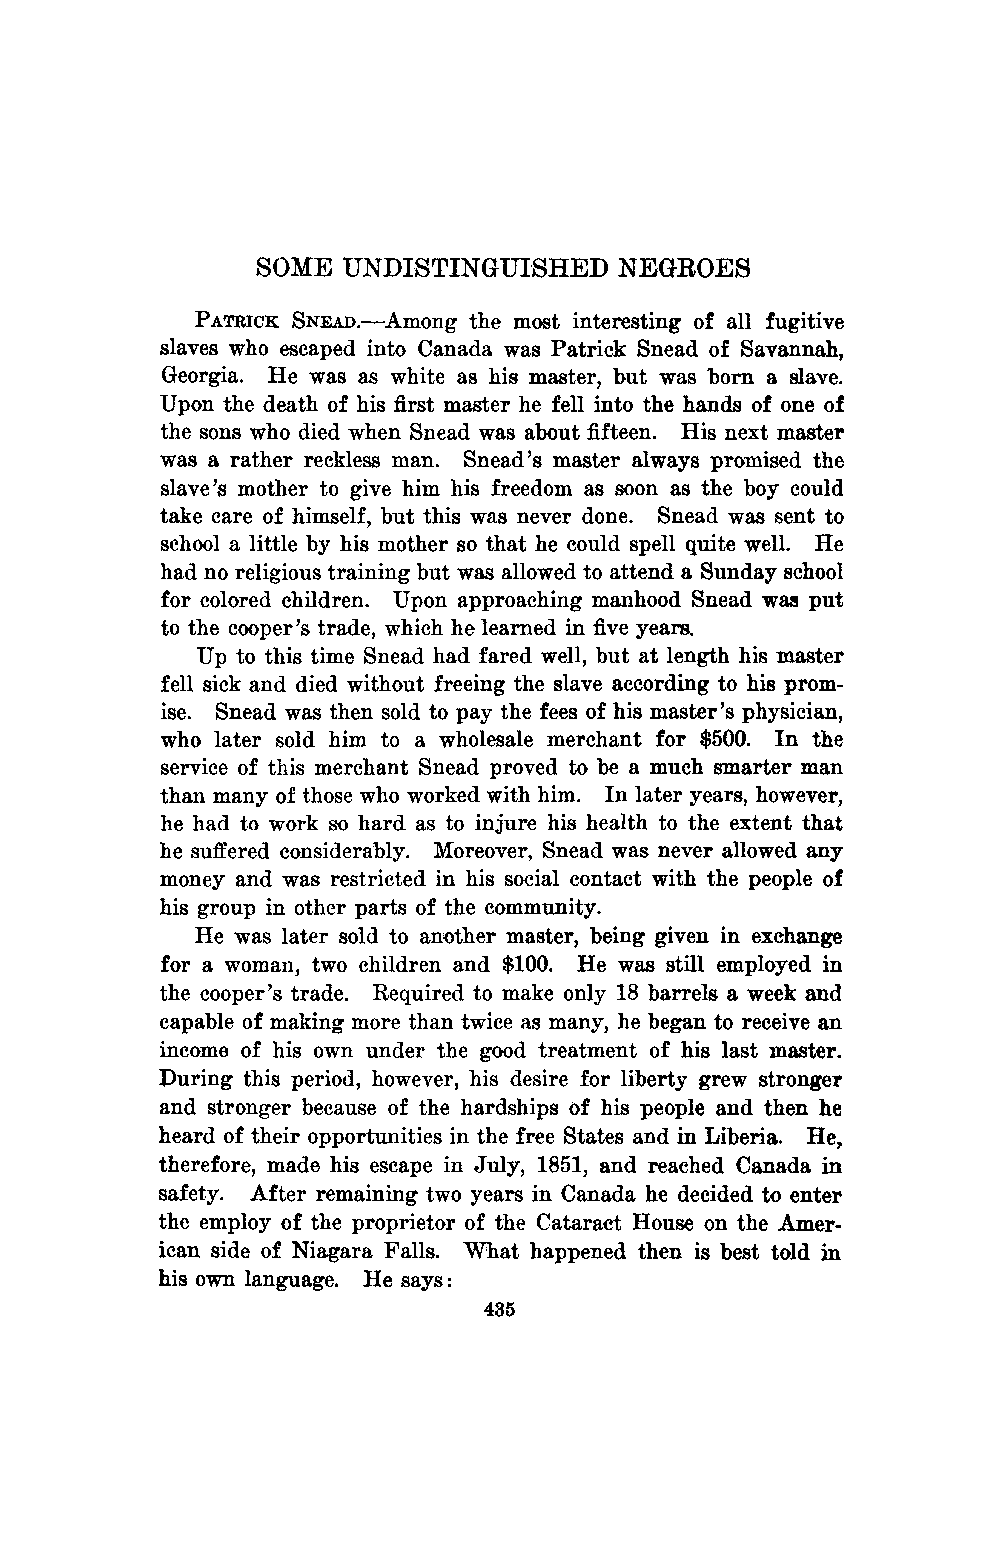 SOME UNDISTINGUISHED NEGROES
PATRICK SNEAD.—Among the most interesting of all fugitive
slaves who escaped into Canada was Patrick Snead of Savannah,
Georgia. He was as white as his master, but was born a slave.
Upon the death of his first master he fell into the hands of one of
the sons who died when Snead was about fifteen. His next master
was a rather reckless man. Snead's master always promised the
slave's mother to give him his freedom as soon as the boy could
take care of himself, but this was never done. Snead was sent to
school a little by his mother so that he could spell quite well. He
had no religious training but was allowed to attend a Sunday school
for colored children. Upon approaching manhood Snead was put
to the cooper's trade, which he learned in five years.
Up to this time Snead had fared well, but at length his master
fell sick and died without freeing the slave according to his prom-
ise. Snead was then sold to pay the fees of his master's physician,
who later sold him to a wholesale merchant for $500. In the
service of this merchant Snead proved to be a much smarter man
than many of those who worked with him. In later years, however,
he had to work so hard as to injure his health to the extent that
he suffered considerably. Moreover, Snead was never allowed any
money and was restricted in his social contact with the people of
his group in other parts of the community.
He was later sold to another master, being given in exchange
for a woman, two children and $100. He was still employed in
the cooper's trade. Required to make only 18 barrels a week and
capable of making more than twice as many, he began to receive an
income of his own under the good treatment of his last master.
During this period, however, his desire for liberty grew stronger
and stronger because of the hardships of his people and then he
heard of their opportunities in the free States and in Liberia. He,
therefore, made his escape in July, 1851, and reached Canada in
safety. After remaining two years in Canada he decided to enter
the employ of the proprietor of the Cataract House on the Amer-
ican side of Niagara Falls. What happened then is best told in
his own language. He says:
435